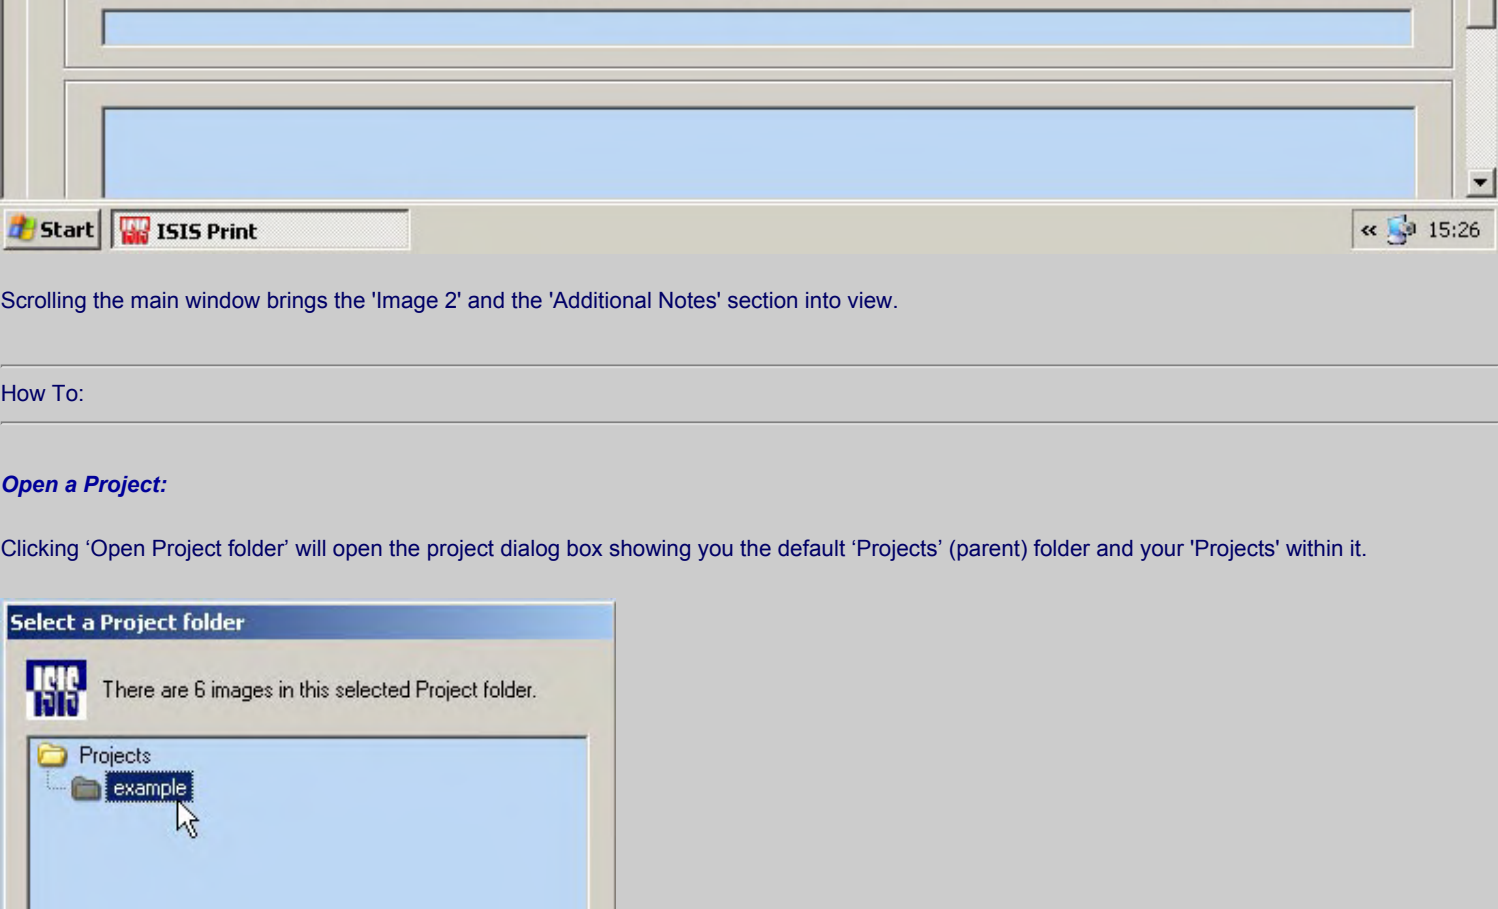 Start ISIS ISIS Print « 15:26
Scrolling the main window brings the 'Image 2' and the 'Additional Notes' section into view.
How To:
Open a Project:
Clicking ‘Open Project folder’ will open the project dialog box showing you the default ‘Projects’ (parent) folder and your 'Projects' within it.
Select a Project folder
ISIS
ISIS
There are 6 images in this selected Project folder.
Projects
example